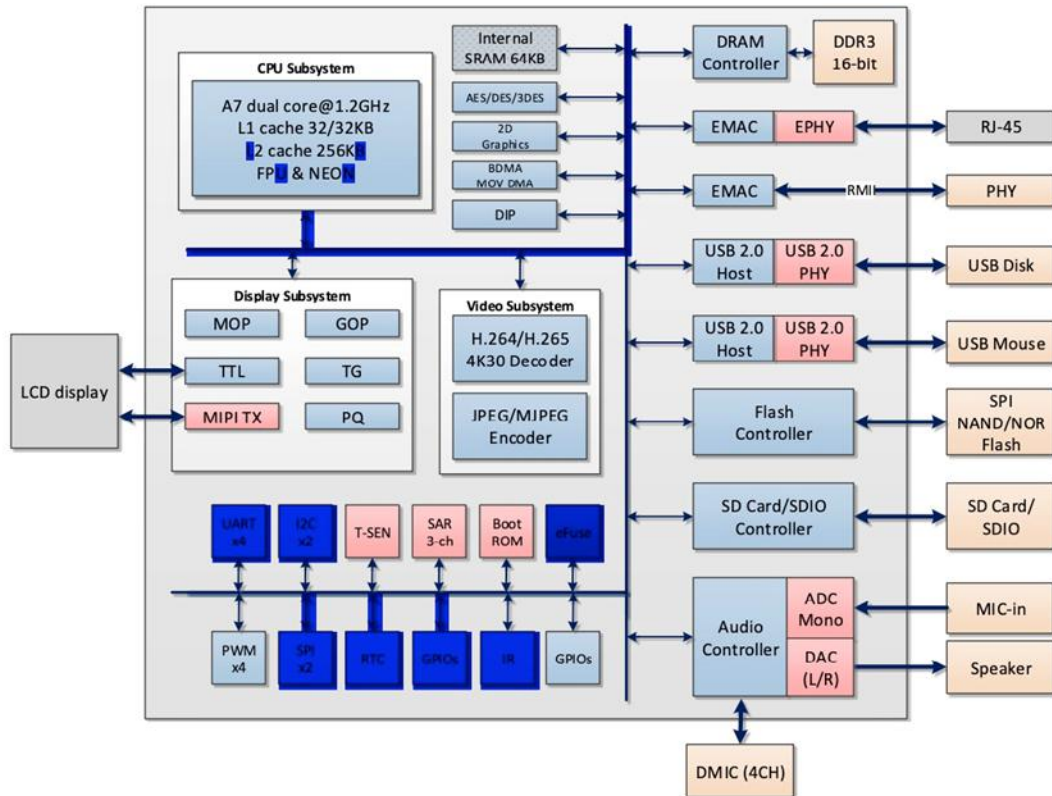 CPU Subsystem
A7 dual core@1.2GHz
L1 cache 32/32KB
L2 cache 256KB
FPU & NEON
Internal
SRAM 64KB
AES/DES/3DES
2D
Graphics
BDMA
MOV DMA
DIP
DRAM
Controller
DDR3
16-bit
EMAC
EPHY
RJ-45
EMAC
RMII
PHY
USB 2.0
Host
USB 2.0
PHY
USB Disk
USB 2.0
Host
USB 2.0
PHY
USB Mouse
Flash
Controller
SPI
NAND/NOR
Flash
SD Card/SDIO
Controller
SD Card/
SDIO
Audio
Controller
ADC
Mono
DAC
(L/R)
MIC-in
Speaker
DMIC (4CH)
LCD display
Display Subsystem
MOP
GOP
TTL
TG
MIPI TX
PQ
Video Subsystem
H.264/H.265
4K30 Decoder
JPEG/MJPEG
Encoder
UART
x4
I2C
x2
T-SEN
SAR
3-ch
Boot
ROM
eFuse
PWM
x4
SPI
x2
RTC
GPIOs
IR
GPIOs